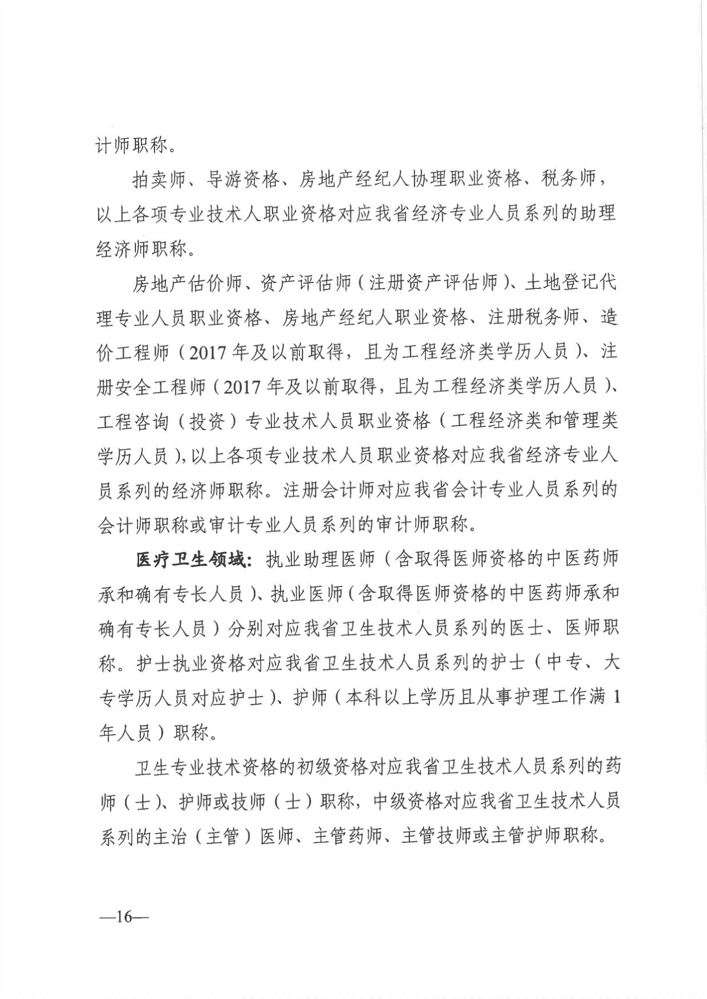 计师职称。
拍卖师、导游资格、房地产经纪人协理职业资格、税务师，
以上各项专业技术人职业资格对应我省经济专业人员系列的助理
经济师职称。
房地产估价师、资产评估师（注册资产评估师）、土地登记代
理专业人员职业资格、房地产经纪人职业资格、注册税务师、造
价工程师（2017 年及以前取得，且为工程经济类学历人员）、注
册安全工程师（2017 年及以前取得，且为工程经济类学历人员）、
工程咨询（投资）专业技术人员职业资格（工程经济类和管理类
学历人员），以上各项专业技术人员职业资格对应我省经济专业人
员系列的经济师职称。注册会计师对应我省会计专业人员系列的
会计师职称或审计专业人员系列的审计师职称。
医疗卫生领域：执业助理医师（含取得医师资格的中医药师
承和确有专长人员）、执业医师（含取得医师资格的中医药师承和
确有专长人员）分别对应我省卫生技术人员系列的医士、医师职
称。护士执业资格对应我省卫生技术人员系列的护士（中专、大
专学历人员对应护士）、护师（本科以上学历且从事护理工作满 1
年人员）职称。
卫生专业技术资格的初级资格对应我省卫生技术人员系列的药
师（士）、护师或技师（士）职称，中级资格对应我省卫生技术人员
系列的主治（主管）医师、主管药师、主管技师或主管护师职称。
—16—